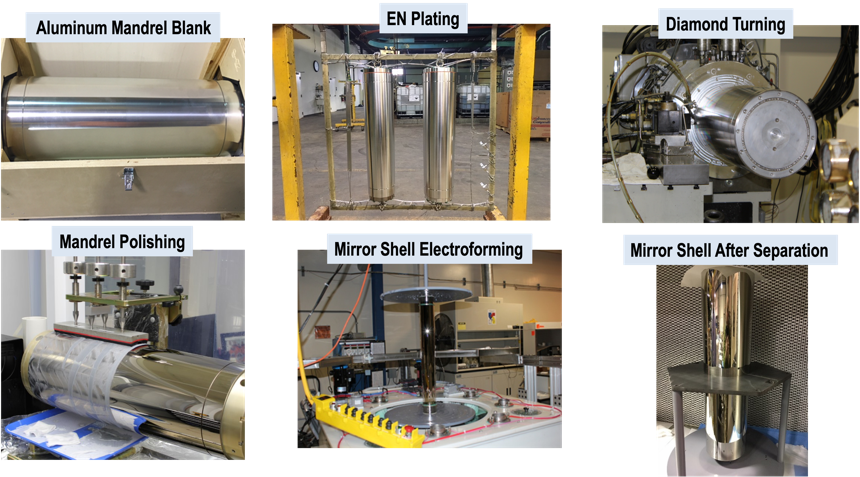 Aluminum Mandrel Blank
EN Plating
Diamond Turning
Mandrel Polishing
Mirror Shell Electroforming
Mirror Shell After Separation